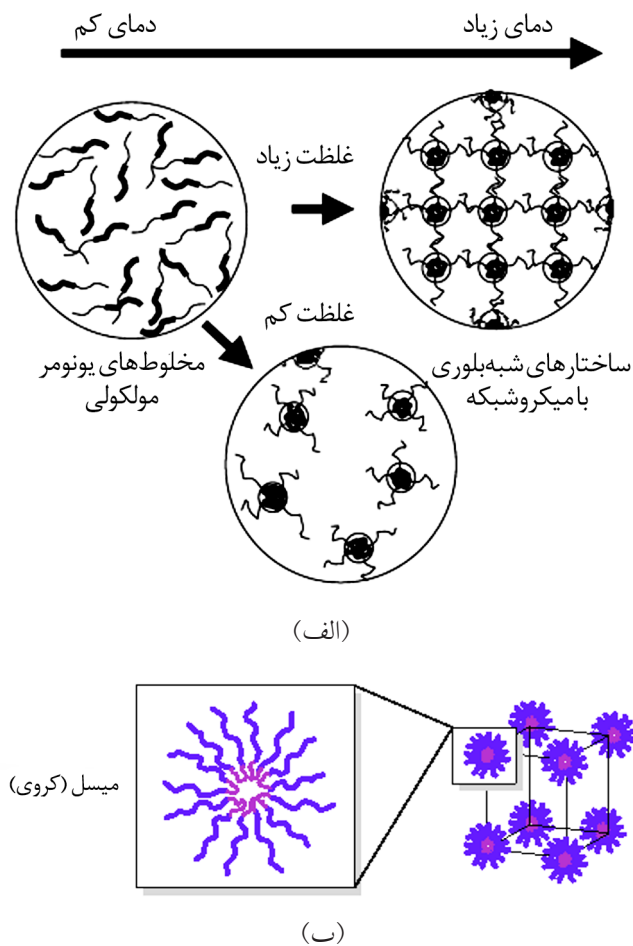 دمای کم
دمای زیاد
غلظت زیاد
غلظت کم
مخلوط‌های یونومر
مولکولی
ساختارهای شبه‌بلوری
با میکروشبکه
(الف)
میسل (کروی)
(ب)